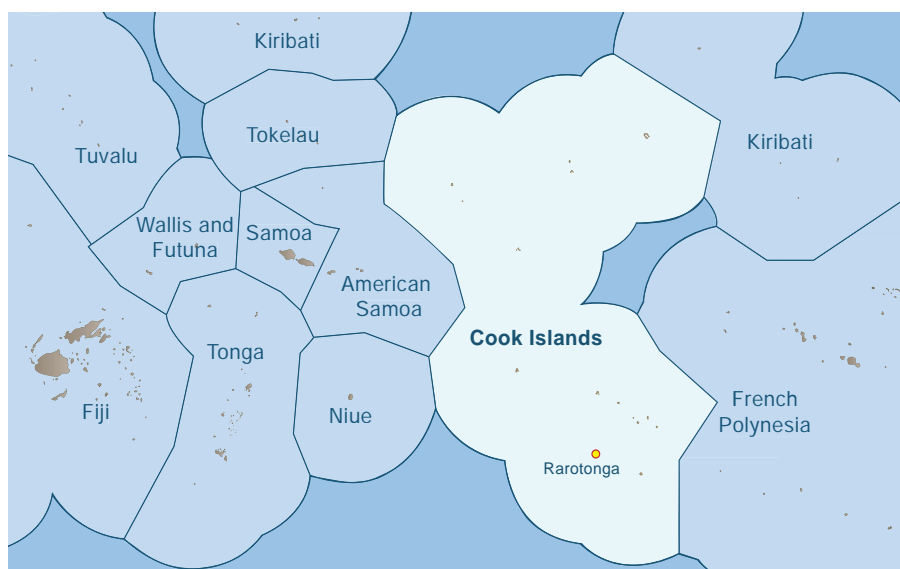 Kiribati
Tokelau
Tuvalu
Kiribati
Wallis and
Futuna
Samoa
American
Samoa
Cook Islands
Tonga
Fiji
Niue
French
Polynesia
Rarotonga